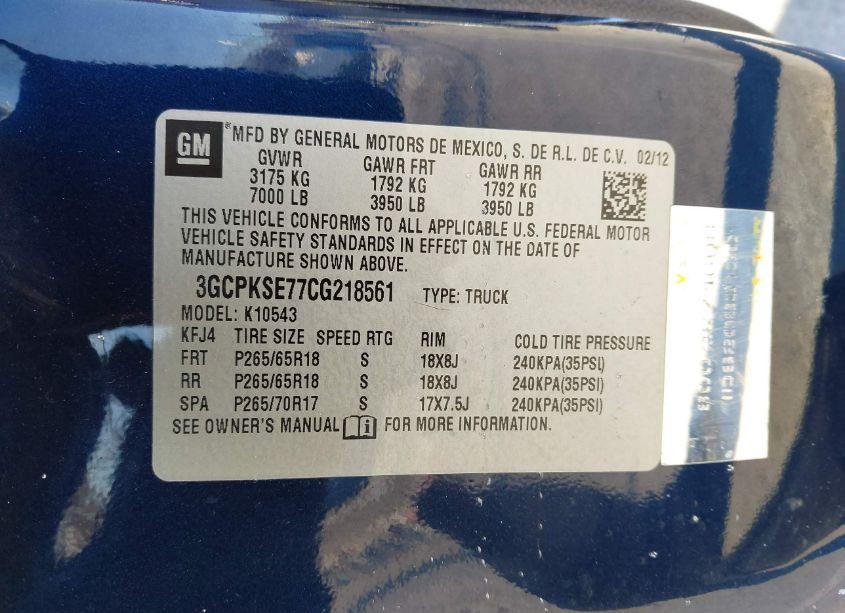 GM ® MFD BY GENERAL MOTORS DE MEXICO, S. DE R.L. DE C.V. 02/12
GVWR GAWR FRT GAWR RR
3175 KG 1792 KG 1792 KG
7000 LB 3950 LB 3950 LB
THIS VEHICLE CONFORMS TO ALL APPLICABLE U.S. FEDERAL MOTOR
VEHICLE SAFETY STANDARDS IN EFFECT ON THE DATE OF
MANUFACTURE SHOWN ABOVE.
3GCPKSE77CG218561 TYPE: TRUCK
MODEL: K10543
KFJ4 TIRE SIZE SPEED RTG RIM COLD TIRE PRESSURE
FRT P265/65R18 S 18X8J 240KPA(35PSI)
RR P265/65R18 S 18X8J 240KPA(35PSI)
SPA P265/70R17 S 17X7.5J 240KPA(35PSI)
SEE OWNER'S MANUAL i FOR MORE INFORMATION.